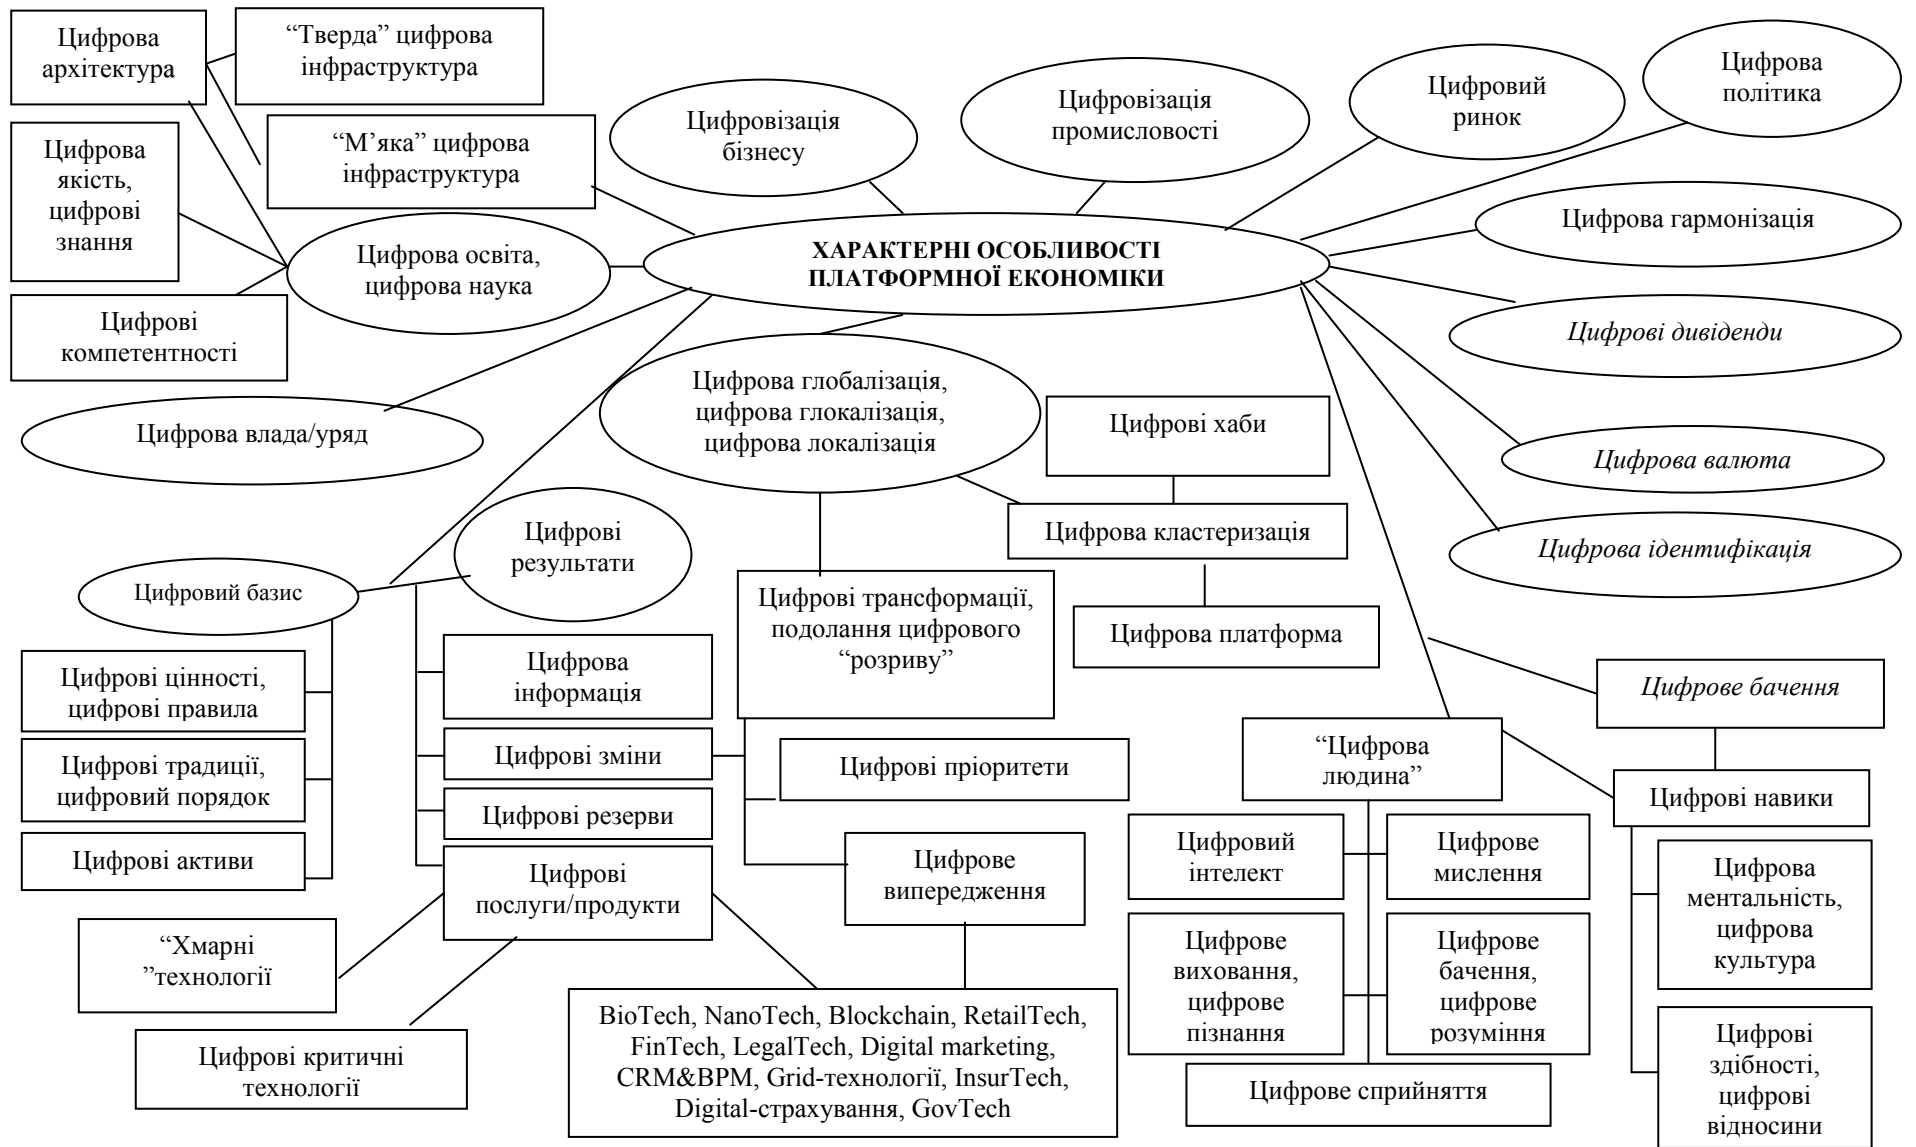 Цифрова
архітектура
“Тверда” цифрова
інфраструктура
Цифровізація
бізнесу
Цифровізація
промисловості
Цифровий
ринок
Цифрова
політика
Цифрова
якість,
цифрові
знання
“М’яка” цифрова
інфраструктура
Цифрова освіта,
цифрова наука
ХАРАКТЕРНІ ОСОБЛИВОСТІ
ПЛАТФОРМНОЇ ЕКОНОМІКИ
Цифрова гармонізація
Цифрові
компетентності
Цифрові дивіденди
Цифрова влада/уряд
Цифрова глобалізація,
цифрова глокалізація,
цифрова локалізація
Цифрові хаби
Цифрова валюта
Цифрові
результати
Цифрова кластеризація
Цифрова ідентифікація
Цифровий базис
Цифрові трансформації,
подолання цифрового
“розриву”
Цифрова платформа
Цифрові цінності,
цифрові правила
Цифрова
інформація
Цифрове бачення
Цифрові традиції,
цифровий порядок
Цифрові зміни
Цифрові пріоритети
“Цифрова
людина”
Цифрові навики
Цифрові резерви
Цифрові активи
Цифрові
послуги/продукти
Цифрове
випередження
Цифровий
інтелект
Цифрове
мислення
Цифрова
ментальність,
цифрова
культура
“Хмарні
”технології
Цифрове
виховання,
цифрове
пізнання
Цифрове
бачення,
цифрове
розуміння
Цифрові критичні
технології
BioTech, NanoTech, Blockchain, RetailTech,
FinTech, LegalTech, Digital marketing,
CRM&BPM, Grid-технології, InsurTech,
Digital-страхування, GovTech
Цифрове сприйняття
Цифрові
здібності,
цифрові
відносини